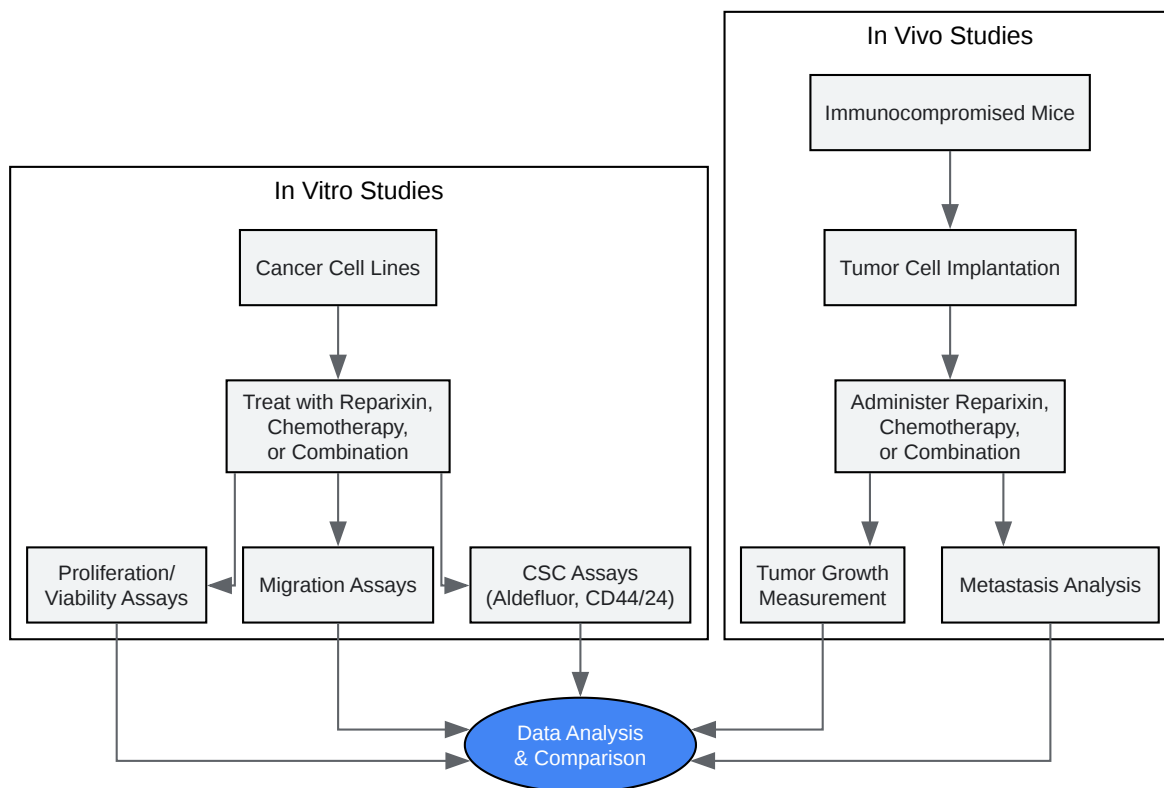 In Vivo Studies
Immunocompromised Mice
Tumor Cell Implantation
Administer Reparixin,
Chemotherapy,
or Combination
Tumor Growth
Measurement
Metastasis Analysis
In Vitro Studies
Cancer Cell Lines
Treat with Reparixin,
Chemotherapy,
or Combination
Proliferation/
Viability Assays
Migration Assays
CSC Assays
(Aldefluor, CD44/24)
Data Analysis
& Comparison